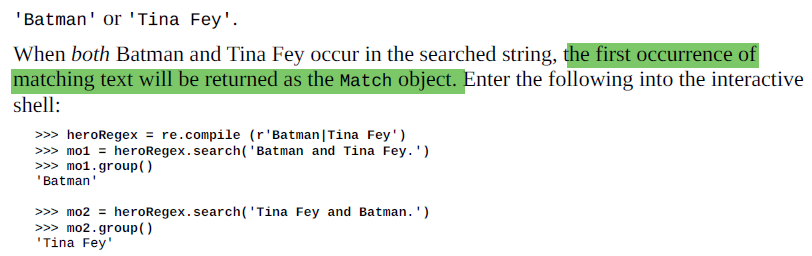 'Batman' or 'Tina Fey'.
When both Batman and Tina Fey occur in the searched string, the first occurrence of
matching text will be returned as the Match object. Enter the following into the interactive
shell:
>>> heroRegex = re.compile (r'Batman|Tina Fey')
>>> mo1 = heroRegex.search('Batman and Tina Fey.')
>>> mo1.group()
'Batman'
>>> mo2 = heroRegex.search('Tina Fey and Batman.')
>>> mo2.group()
'Tina Fey'